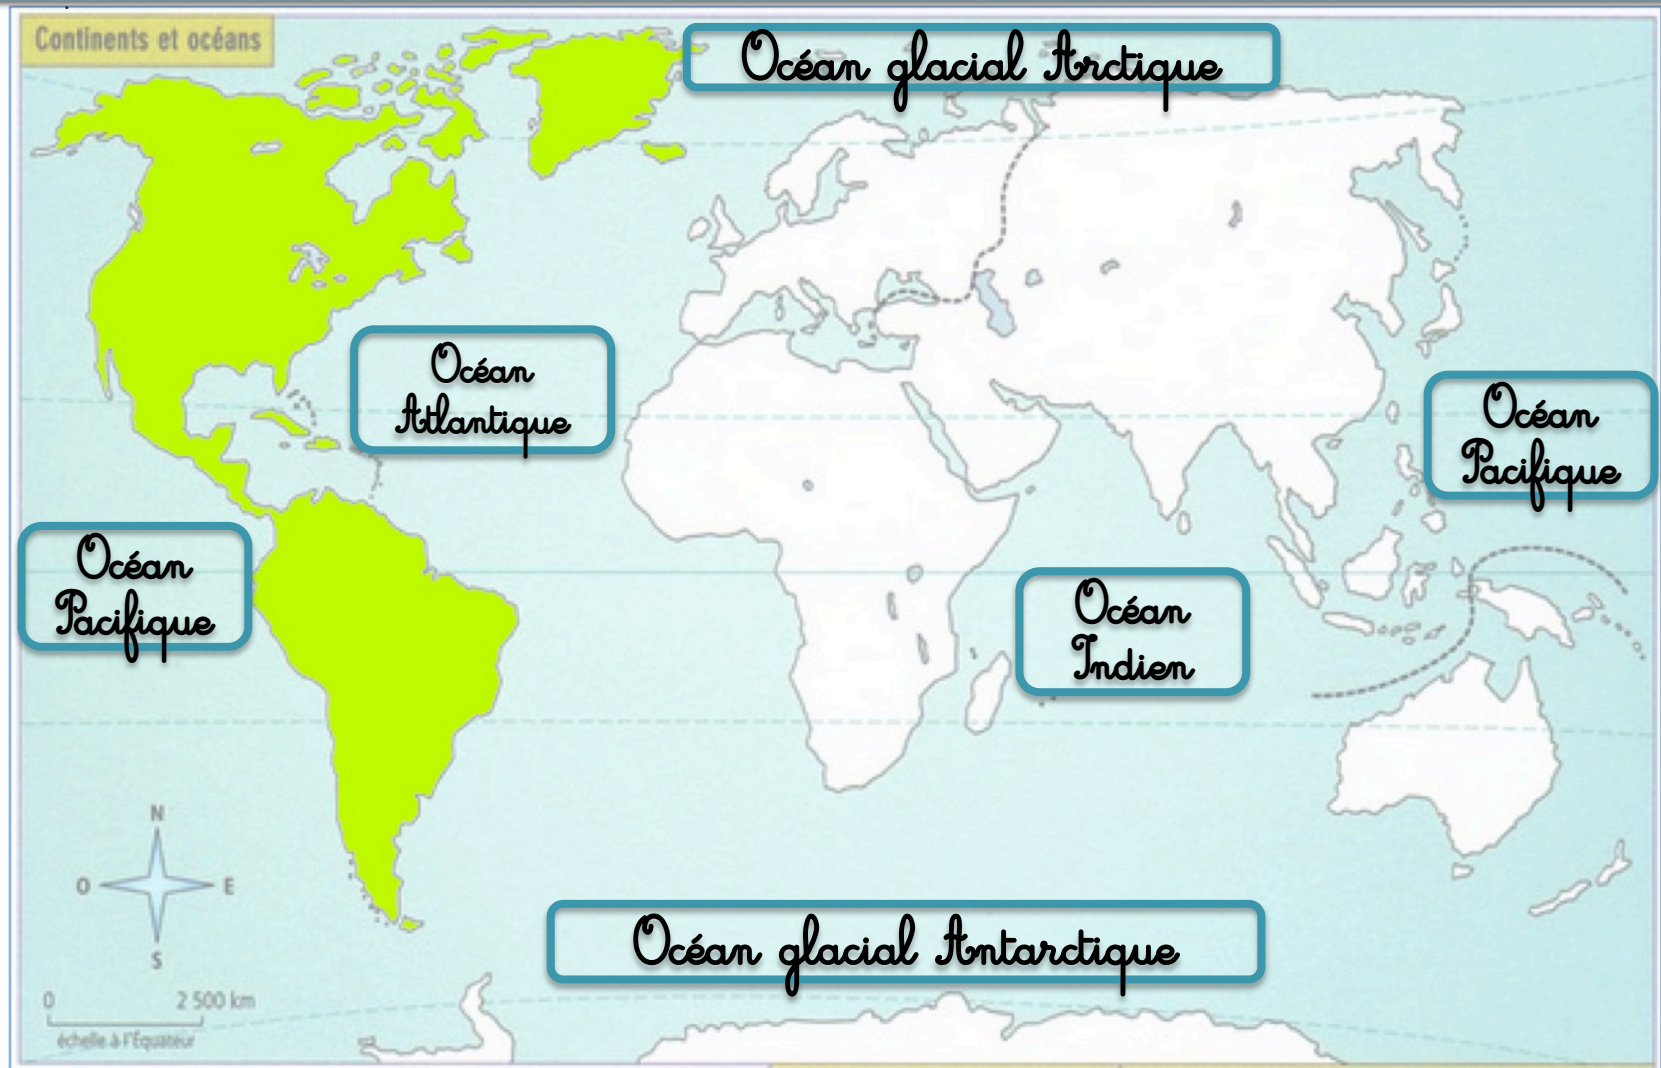 Continents et océans
Océan glacial Arctique
Océan
Atlantique
Océan
Pacifique
Océan
Pacifique
Océan
Indien
N
O
E
S
Océan glacial Antarctique
0
2 500 km
échelle à l'Équateur